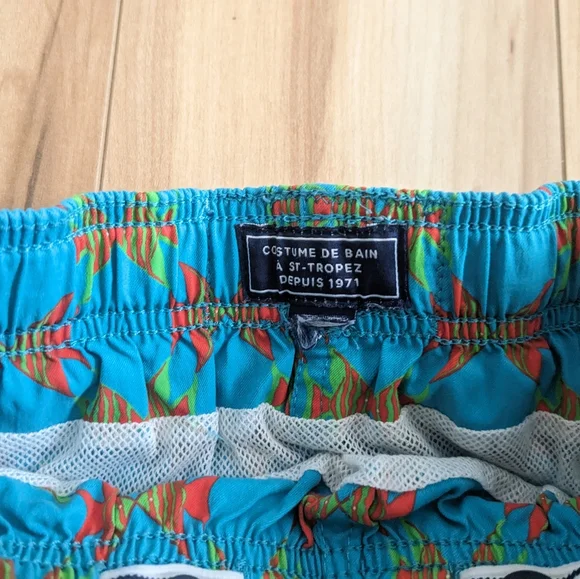 COSTUME DE BAIN
À ST-TROPEZ
DEPUIS 1971